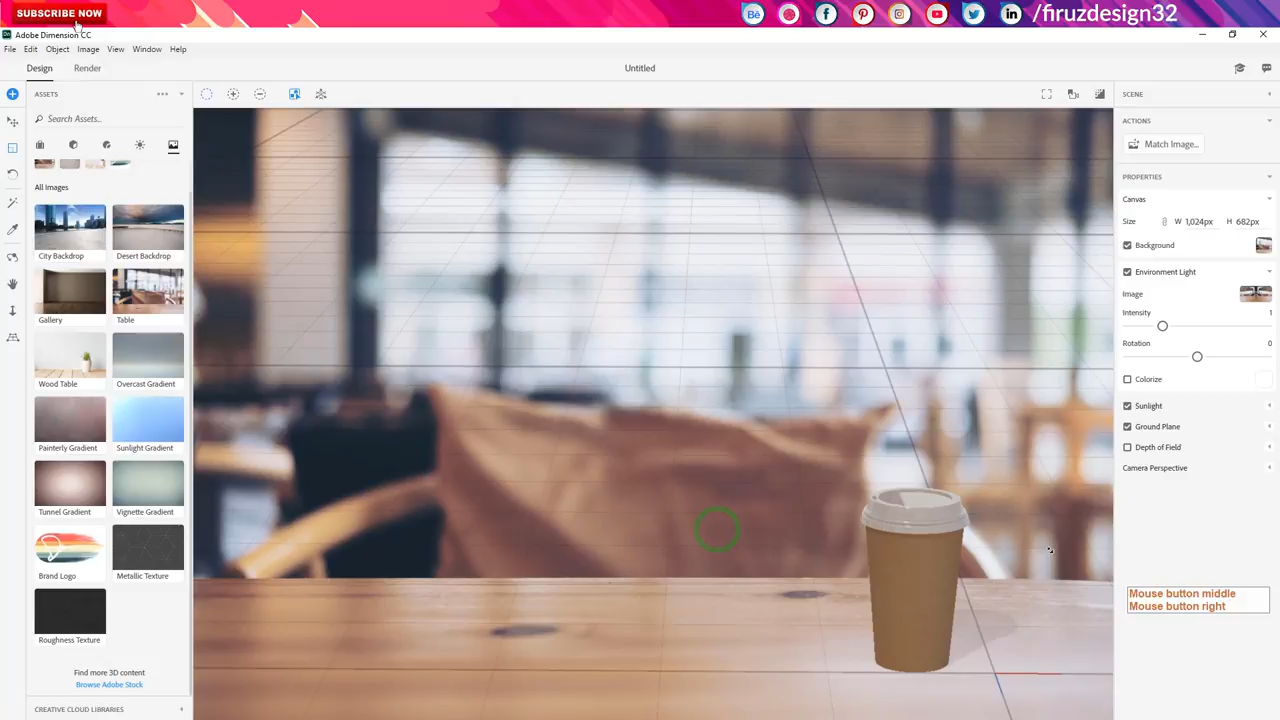 SUBSCRIBE NOW
/firuzdesign32
Dn Adobe Dimension CC
File Edit Object Image View Window Help
Design Render
Untitled
ASSETS
Search Assets...
All Images
City Backdrop
Desert Backdrop
Gallery
Table
Wood Table
Overcast Gradient
Painterly Gradient
Sunlight Gradient
Tunnel Gradient
Vignette Gradient
Brand Logo
Metallic Texture
Roughness Texture
Find more 3D content
Browse Adobe Stock
CREATIVE CLOUD LIBRARIES
SCENE
ACTIONS
Match Image...
PROPERTIES
Canvas
Size W 1,024px H 682px
Background
Environment Light
Image
Intensity 1
Rotation 0
Colorize
Sunlight
Ground Plane
Depth of Field
Camera Perspective
Mouse button middle
Mouse button right